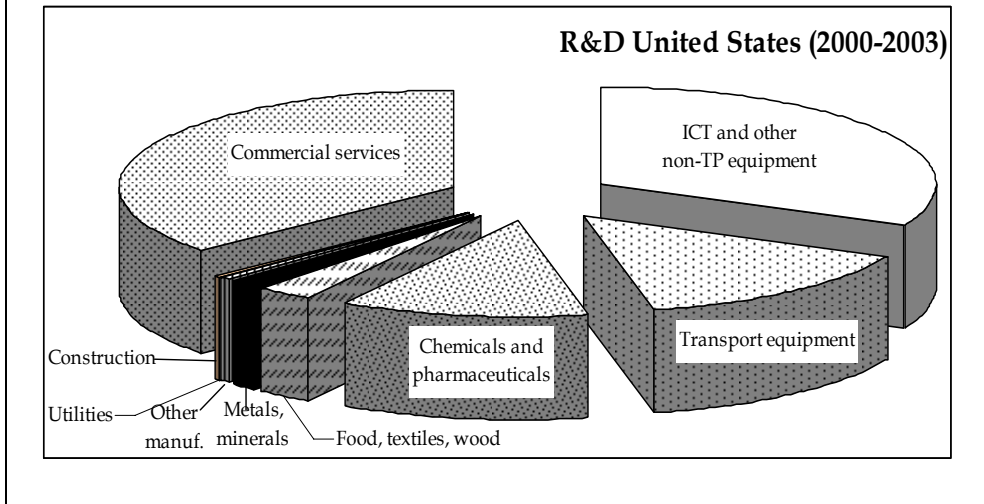 R&D United States (2000-2003)
Commercial services
ICT and other
non-TP equipment
Transport equipment
Chemicals and
pharmaceuticals
Construction
Utilities
Other
manuf.
Metals,
minerals
Food, textiles, wood